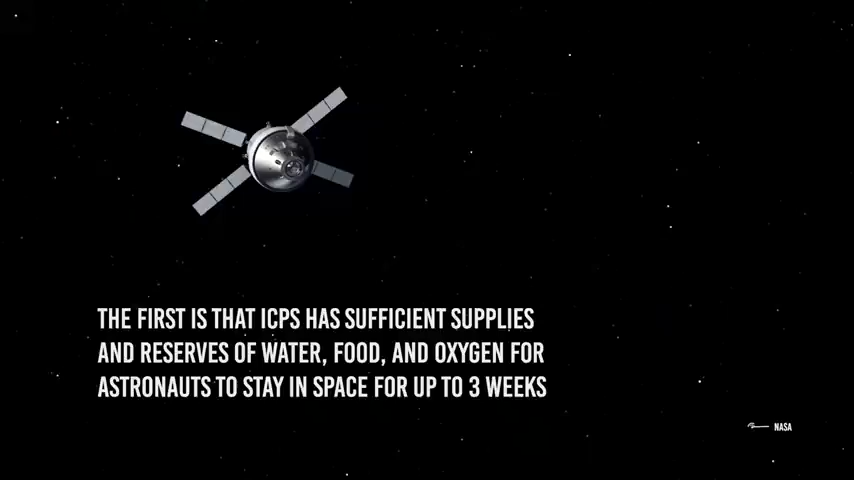 THE FIRST IS THAT ICPS HAS SUFFICIENT SUPPLIES
AND RESERVES OF WATER, FOOD, AND OXYGEN FOR
ASTRONAUTS TO STAY IN SPACE FOR UP TO 3 WEEKS
NASA